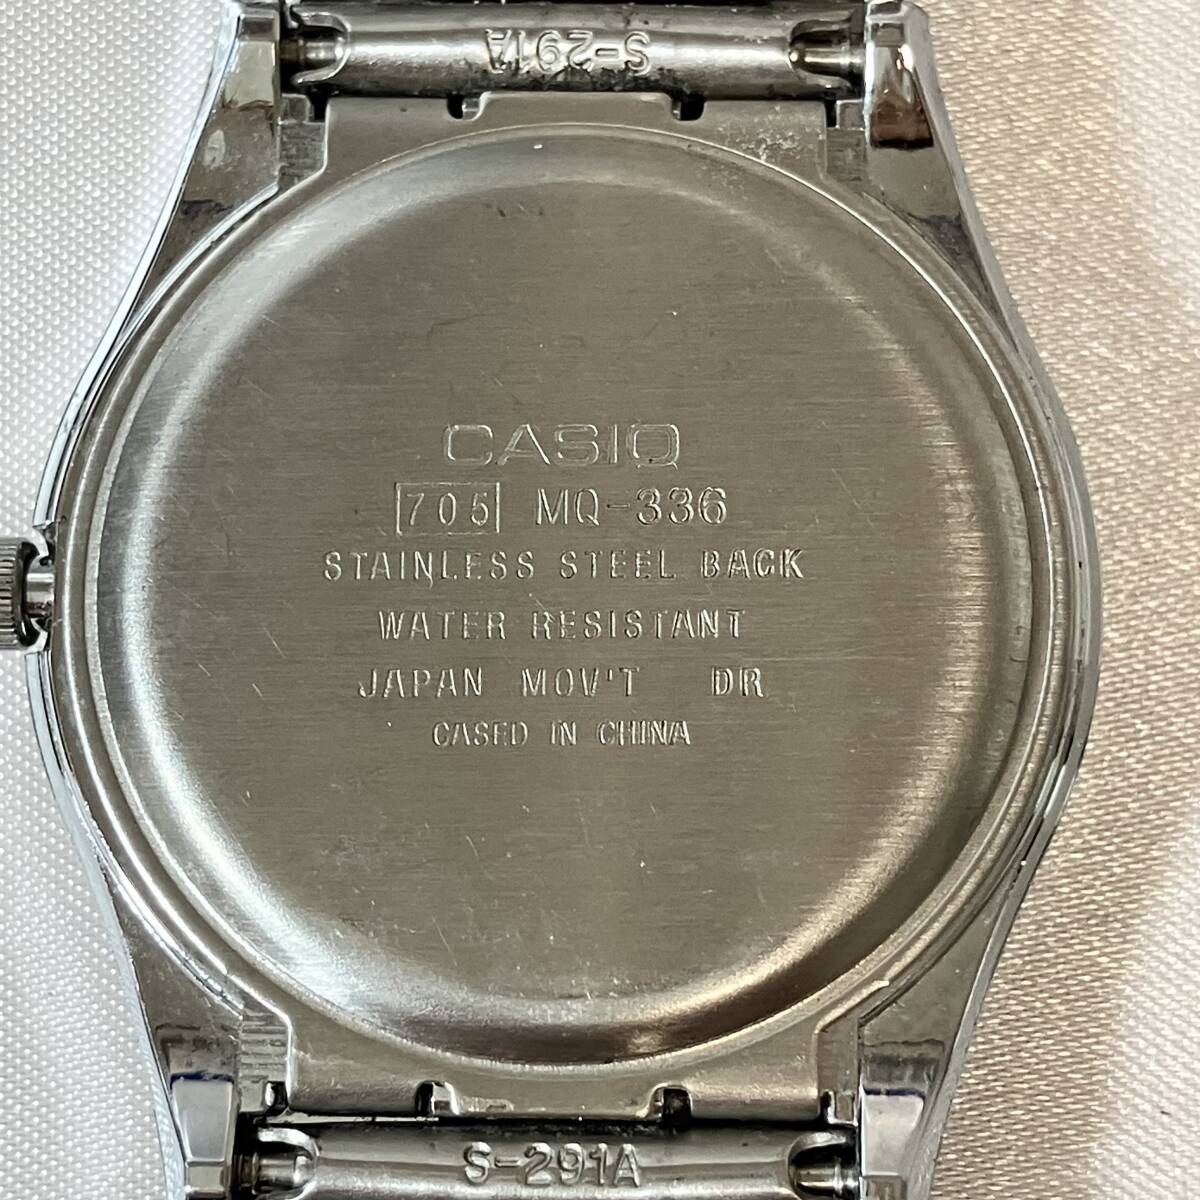 S-291A
CASIO
705 MQ-336
STAINLESS STEEL BACK
WATER RESISTANT
JAPAN MOV'T DR
CASED IN CHINA
S-291A